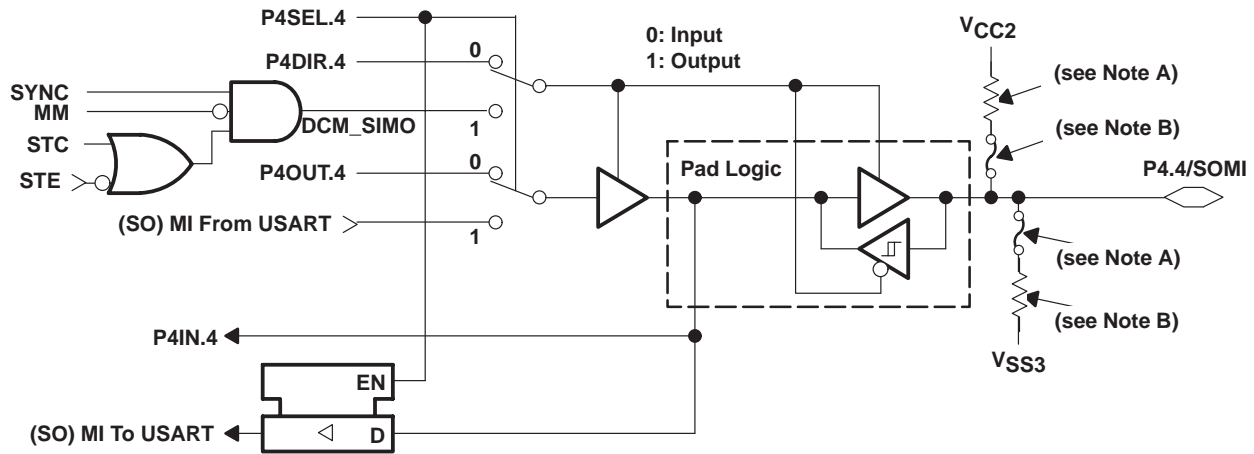 P4SEL.4
P4DIR.4
0
0: Input
1: Output
VCC2
(see Note A)
SYNC
MM
DCM_SIMO
1
(see Note B)
STC
P4OUT.4
0
Pad Logic
P4.4/SOMI
STE
(SO) MI From USART
1
(see Note A)
P4IN.4
(see Note B)
VSS3
EN
(SO) MI To USART
D